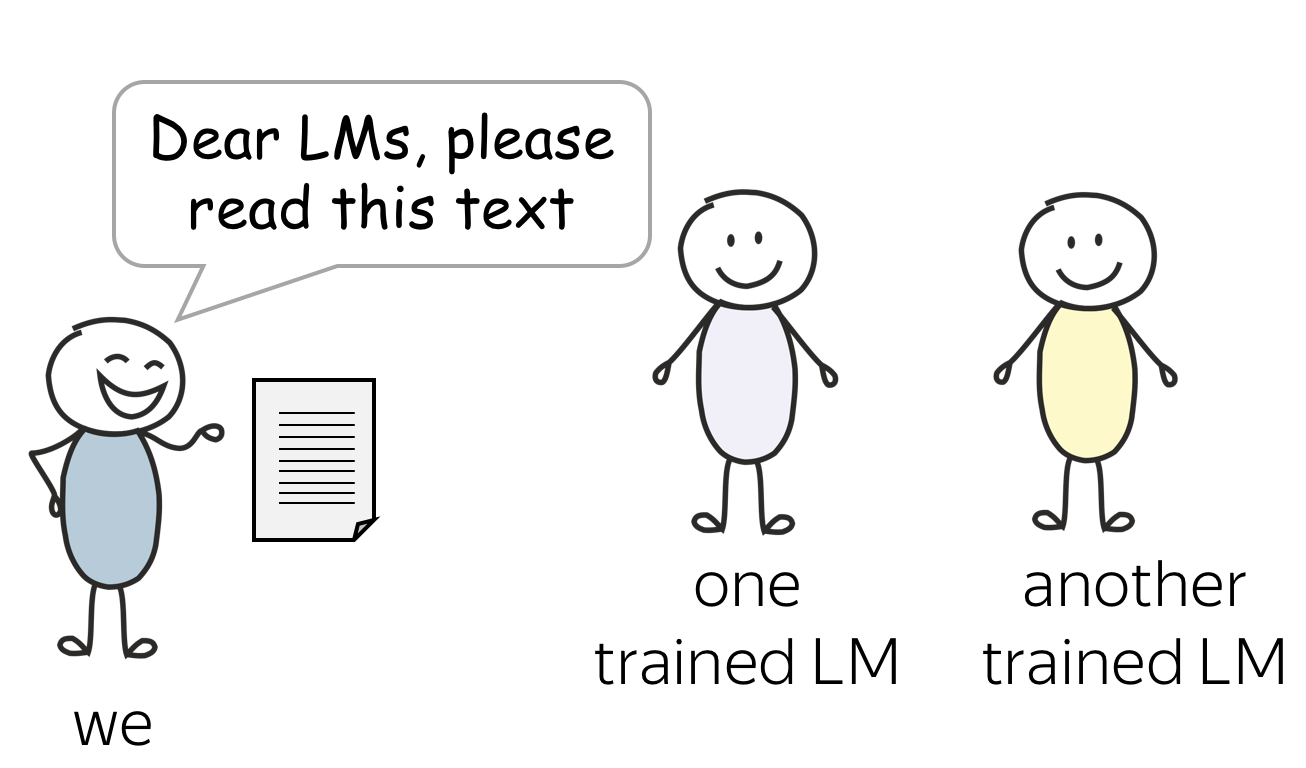 Dear LMs, please
read this text
one
trained LM
another
trained LM
we